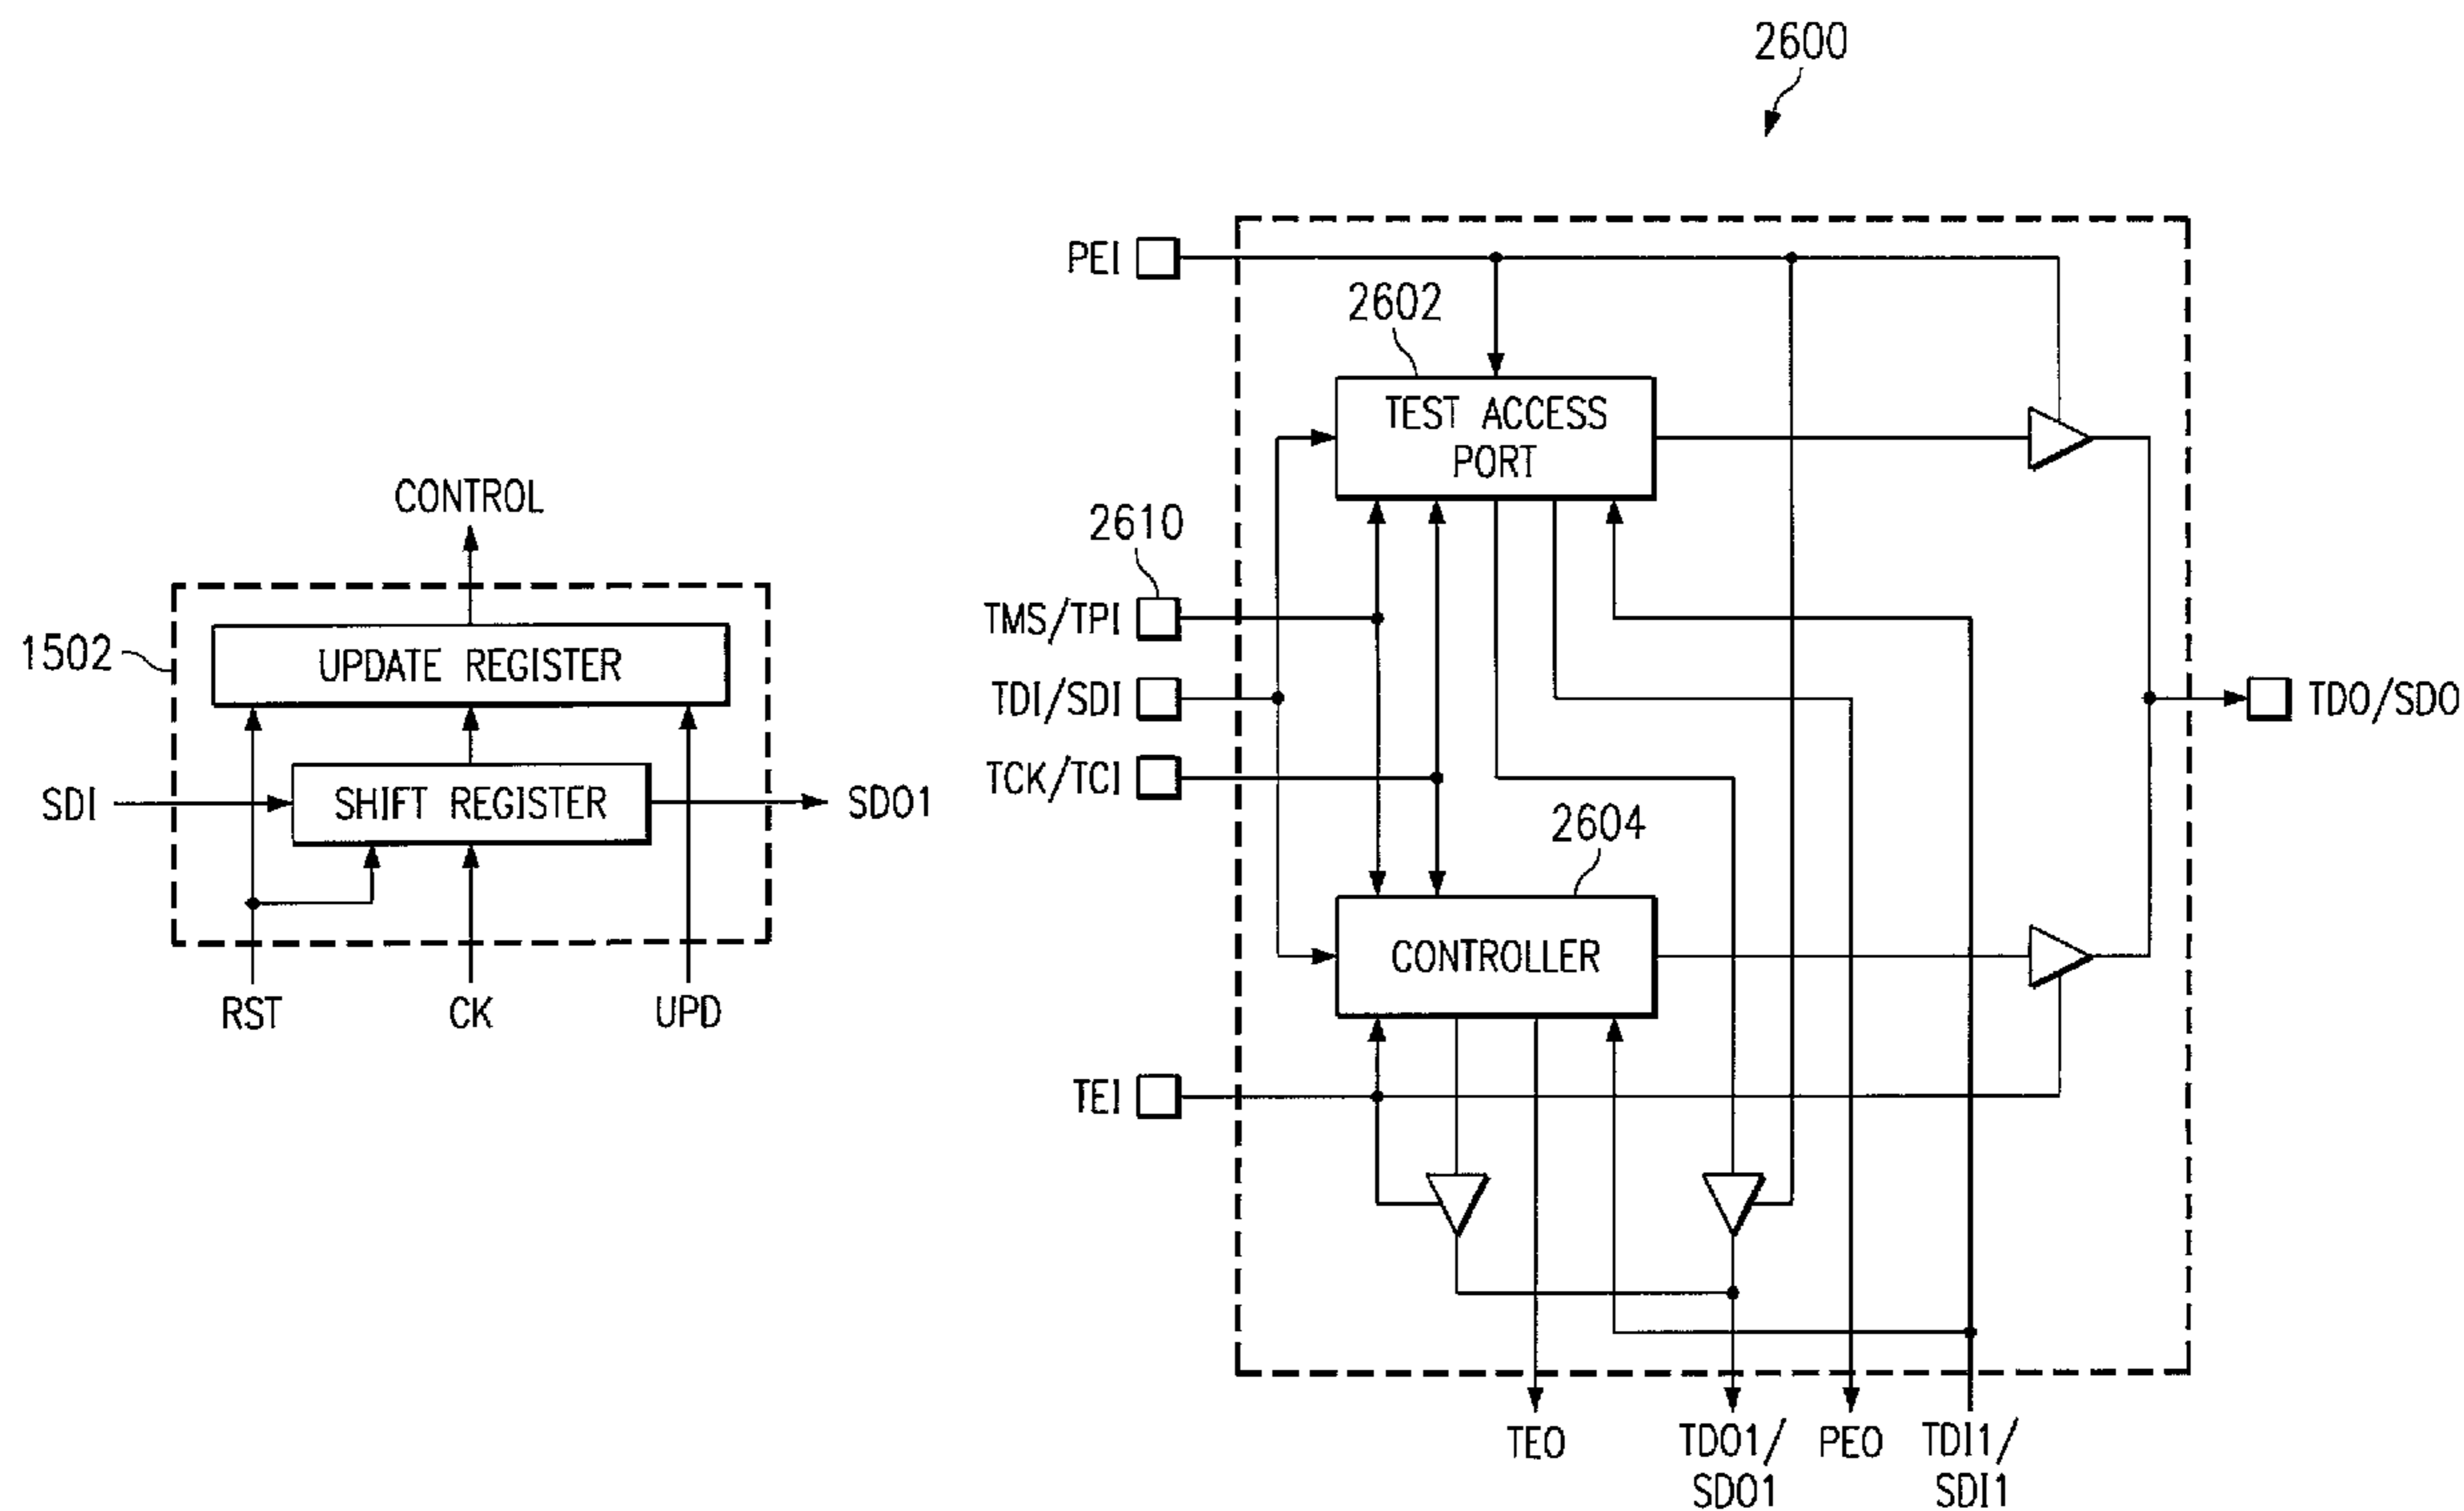 2600
PEI
2602
TEST ACCESS
PORT
CONTROL
2610
TMS/TPI
1502
UPDATE REGISTER
TDI/SDI
TDO/SDO
TCK/TCI
SDI
SHIFT REGISTER
SDO1
2604
CONTROLLER
RST
CK
UPD
TEI
TEO
TDO1/
SDO1
PEO
TDI1/
SDI1